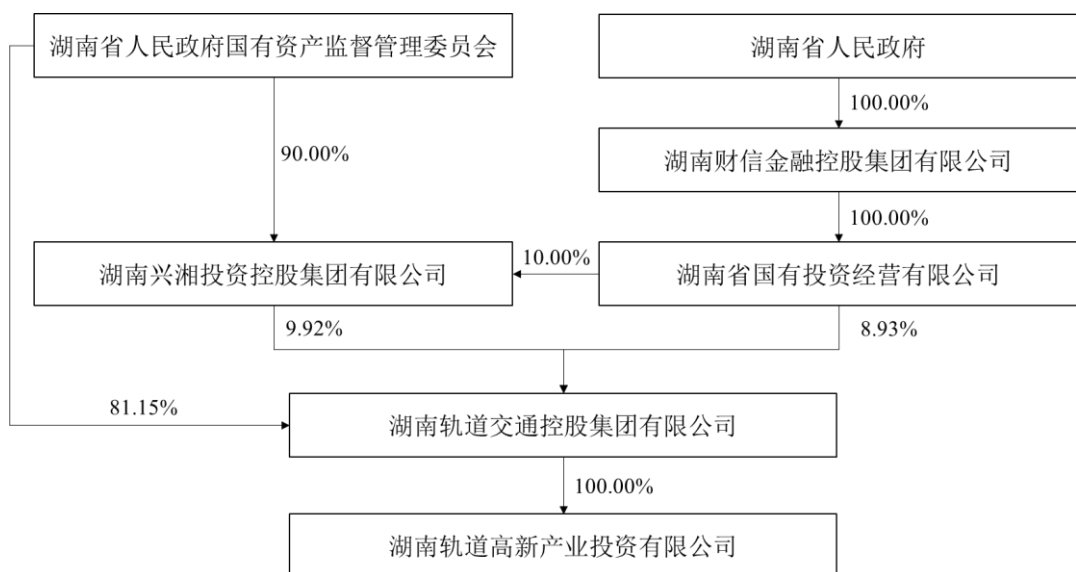 湖南省人民政府国有资产监督管理委员会
湖南省人民政府
100.00%
90.00%
湖南财信金融控股集团有限公司
100.00%
湖南兴湘投资控股集团有限公司
10.00%
湖南省国有投资经营有限公司
9.92%
8.93%
81.15%
湖南轨道交通控股集团有限公司
100.00%
湖南轨道高新产业投资有限公司